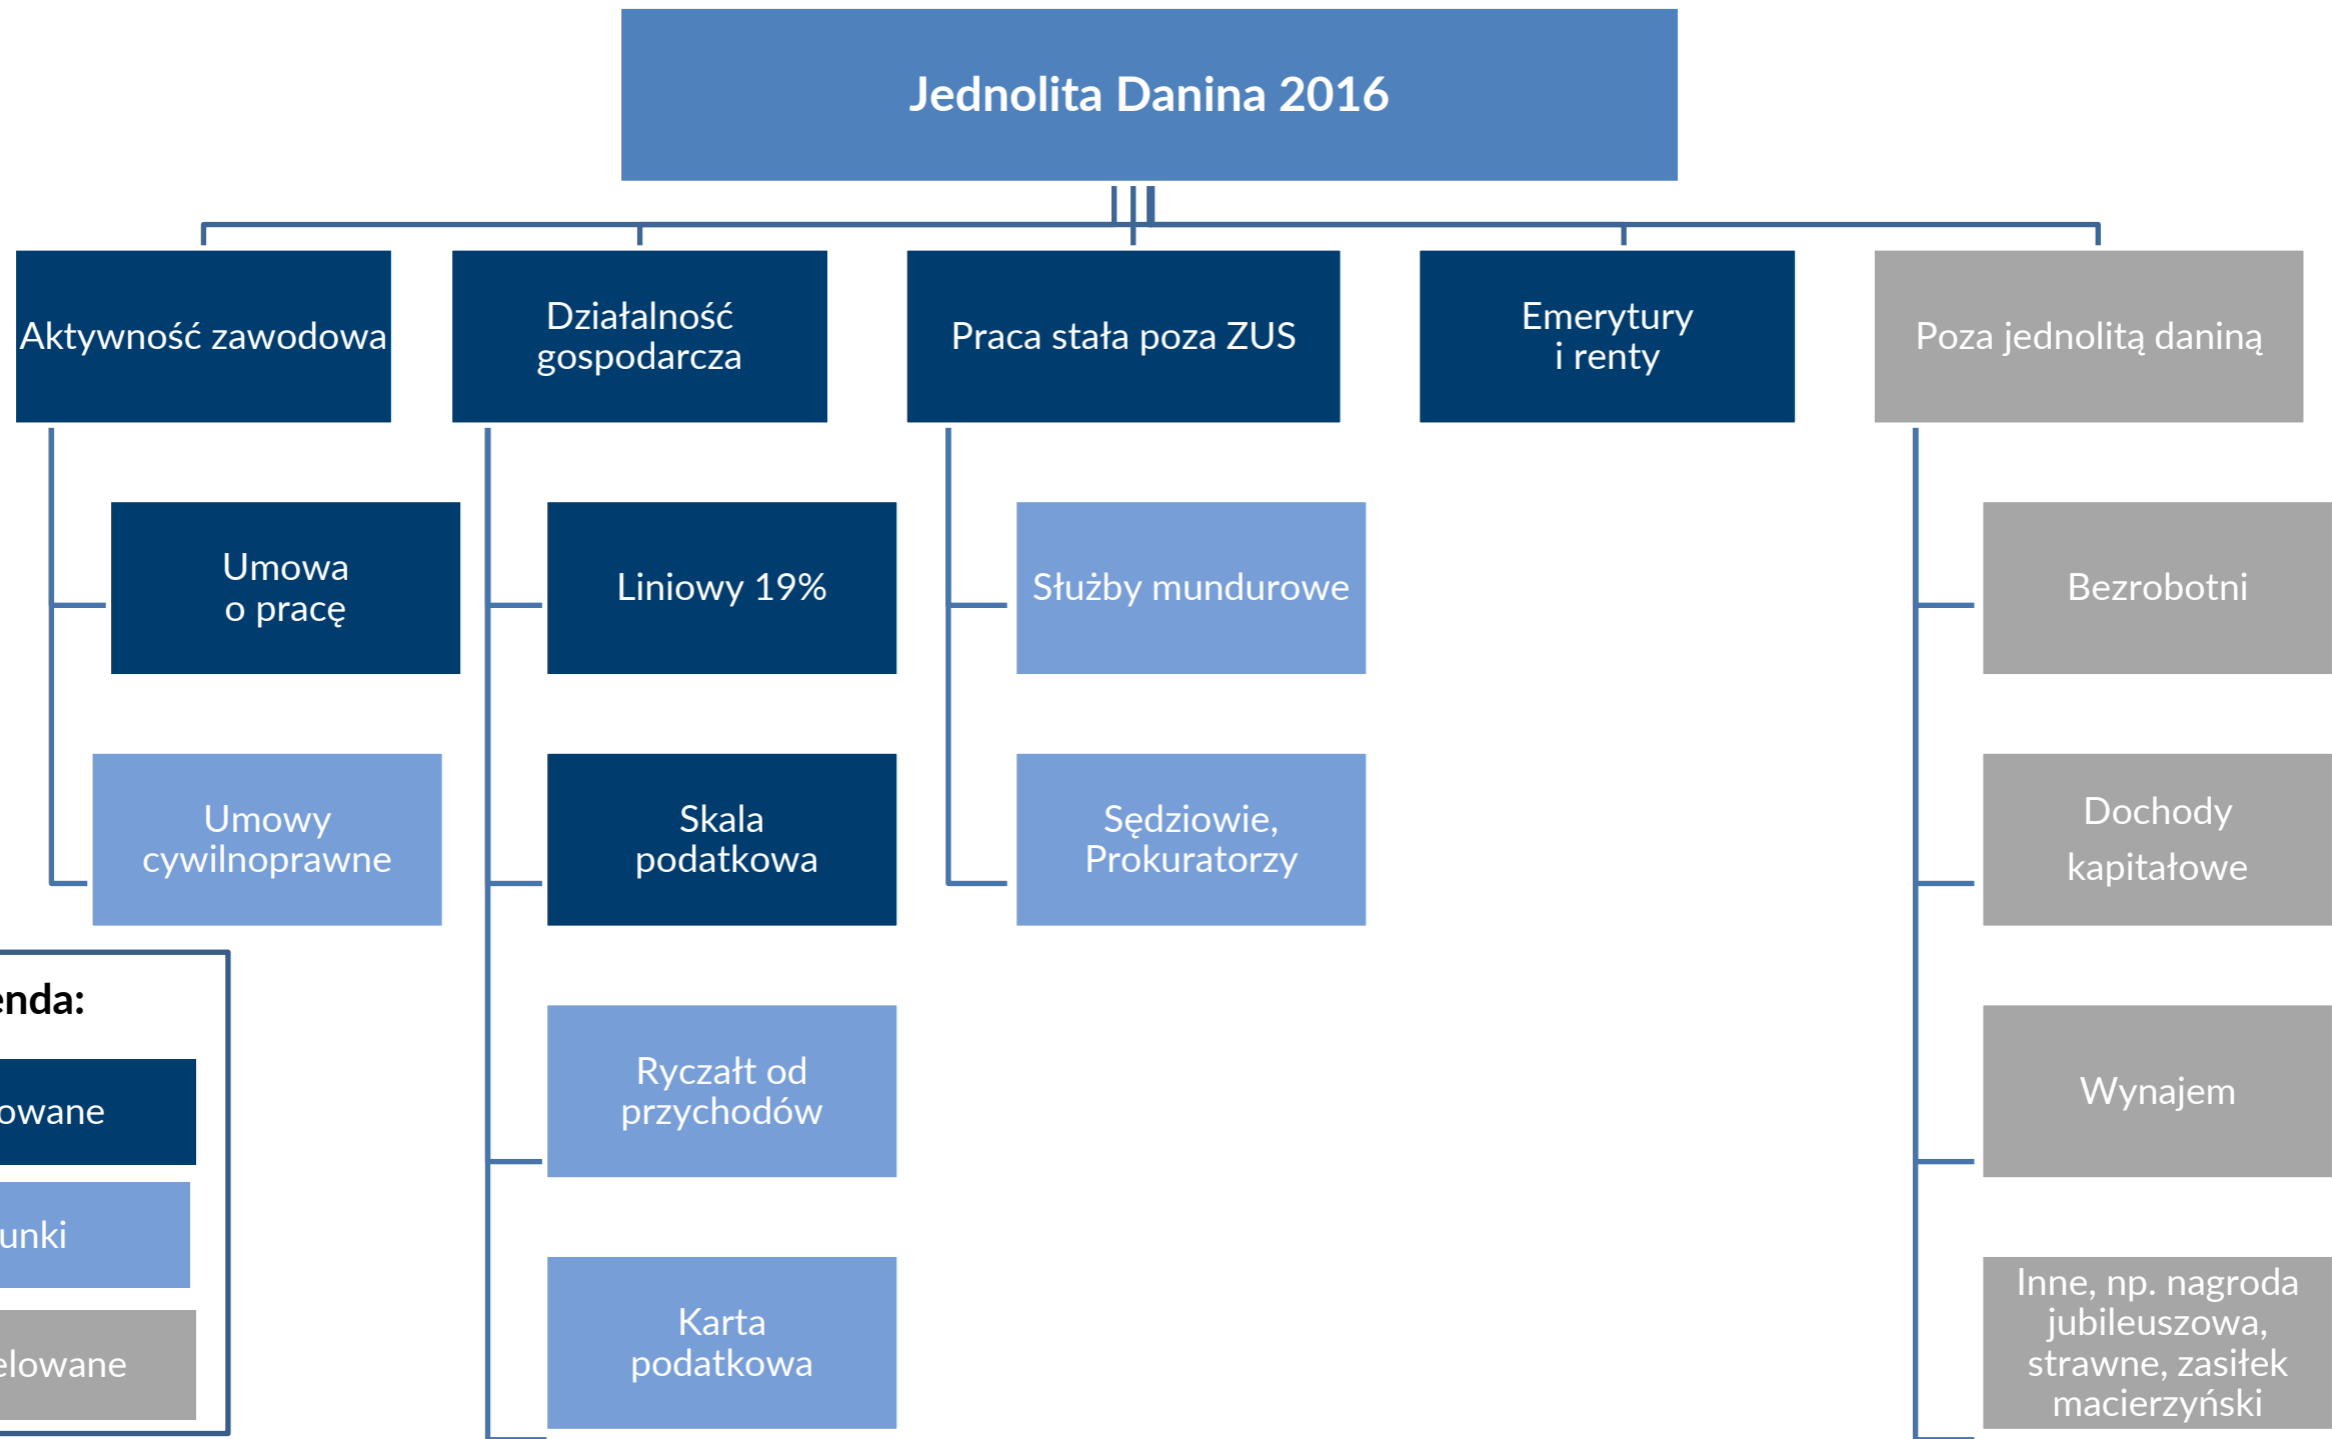 Jednolita Danina 2016
Aktywność zawodowa
Działalność
gospodarcza
Praca stała poza ZUS
Emerytury
i renty
Poza jednolitą daniną
Umowa
o pracę
Liniowy 19%
Służby mundurowe
Bezrobotni
Umowy
cywilnoprawne
Skala
podatkowa
Sędziowie,
Prokuratorzy
Dochody
kapitałowe
Ryczałt od
przychodów
Wynajem
Karta
podatkowa
Inne, np. nagroda
jubileuszowa,
strawne, zasiłek
macierzyński
enda:
owane
unki
elowane